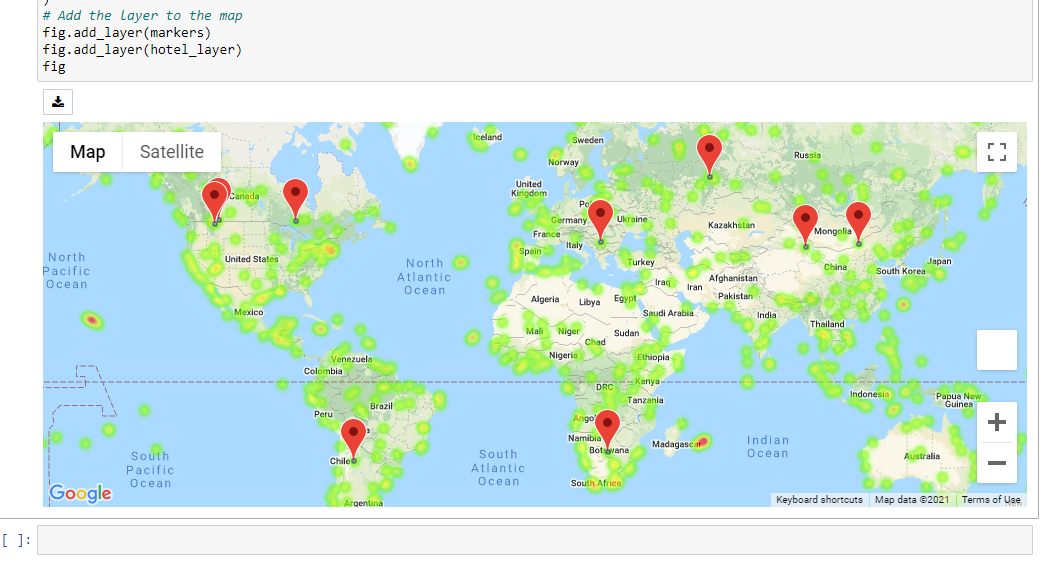 )
# Add the layer to the map
fig.add_layer(markers)
fig.add_layer(hotel_layer)
fig
Map
Satellite
Iceland
Sweden
Norway
Russia
Canada
United
Kingdom
Po
Germany
Ukraine
Kazakhstan
Mongolia
France
Italy
Spain
Turkey
United States
North
Pacific
Ocean
North
Atlantic
Ocean
Afghanistan
China
Japan
South Korea
Iraq
Iran
Pakistan
Algeria
Libya
Egypt
Saudi Arabia
India
Mexico
Thailand
Mali
Niger
Chad
Sudan
Nigeria
Ethiopia
Venezuela
Colombia
DRC
Kenya
Tanzania
Indonesia
Papua New
Guinea
Peru
Brazil
Ango
Namibia
Botswana
Madagascar
Indian
Ocean
Chile
South
Pacific
Ocean
South
Atlantic
Ocean
Australia
South Africa
Argentina
Google
Keyboard shortcuts
Map data ©2021
Terms of Use
[ ]: